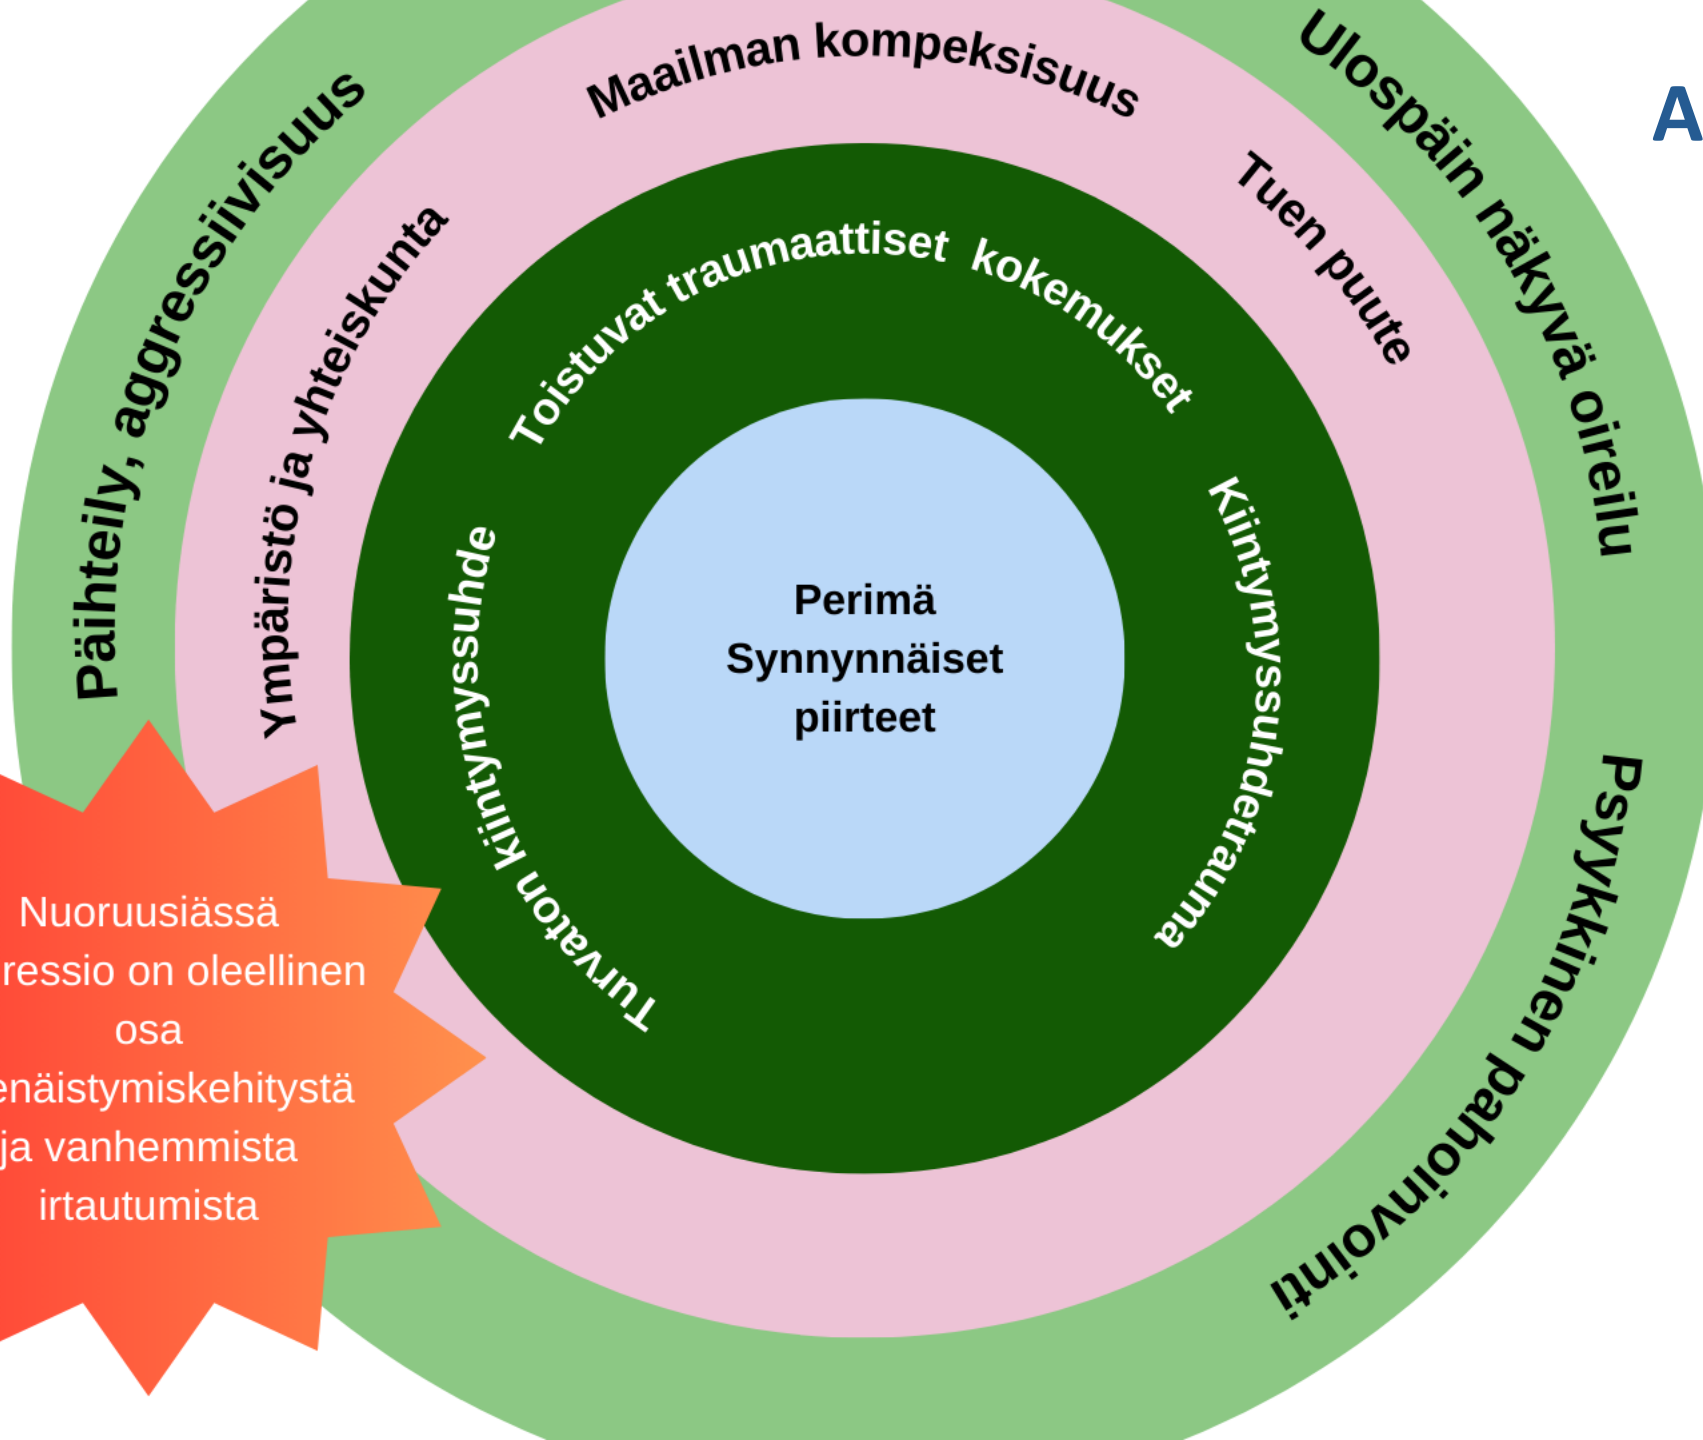 Päihteily, aggressiivisuus
Ulospäin näkyvä oireilu
Psyykkinen pahoinvointi
Maailman kompeksisuus
Ympäristö ja yhteiskunta
Tuen puute
Toistuvat traumaattiset kokemukset
Turvaton kiintymyssuhde
Kiintymyssuhdetrauma
Perimä
Synnynnäiset
piirteet
Nuoruusiässä
ressio on oleellinen
osa
enäistymiskehitystä
ja vanhemmista
irtautumista
A